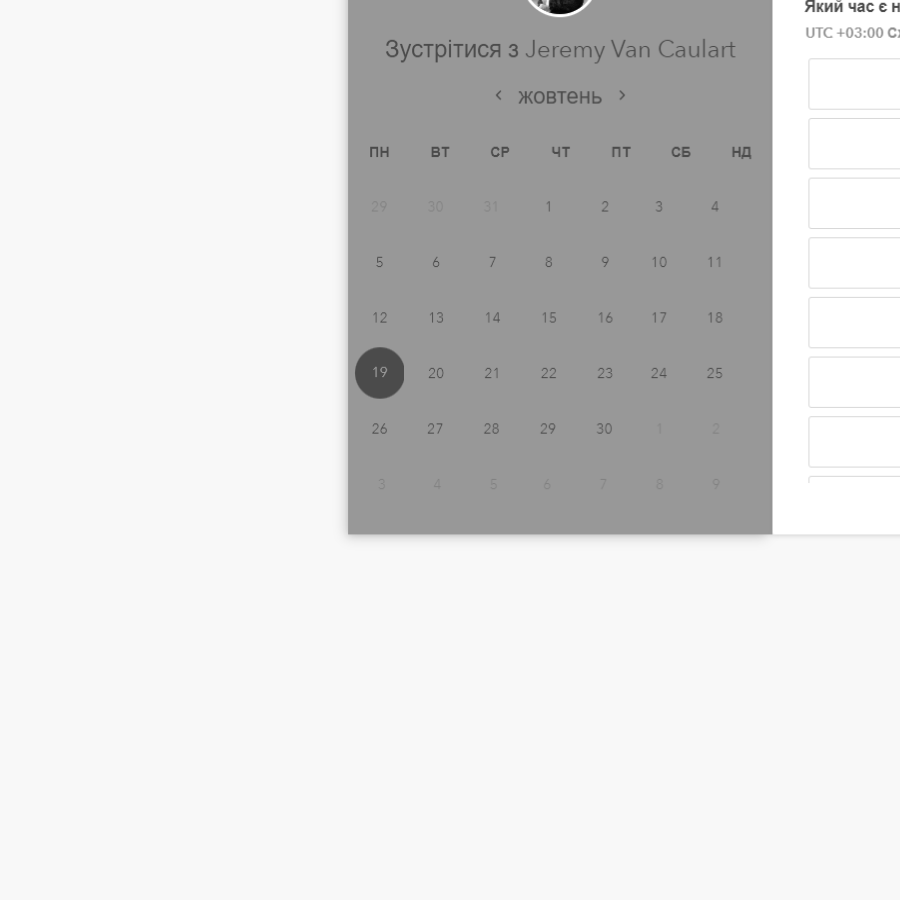 Зустрітися з Jeremy Van Caulart
жовтень
ПН ВТ СР ЧТ ПТ СБ НД
29 30 31 1 2 3 4
5 6 7 8 9 10 11
12 13 14 15 16 17 18
19 20 21 22 23 24 25
26 27 28 29 30 1 2
3 4 5 6 7 8 9
Який час є
UTC +03:00